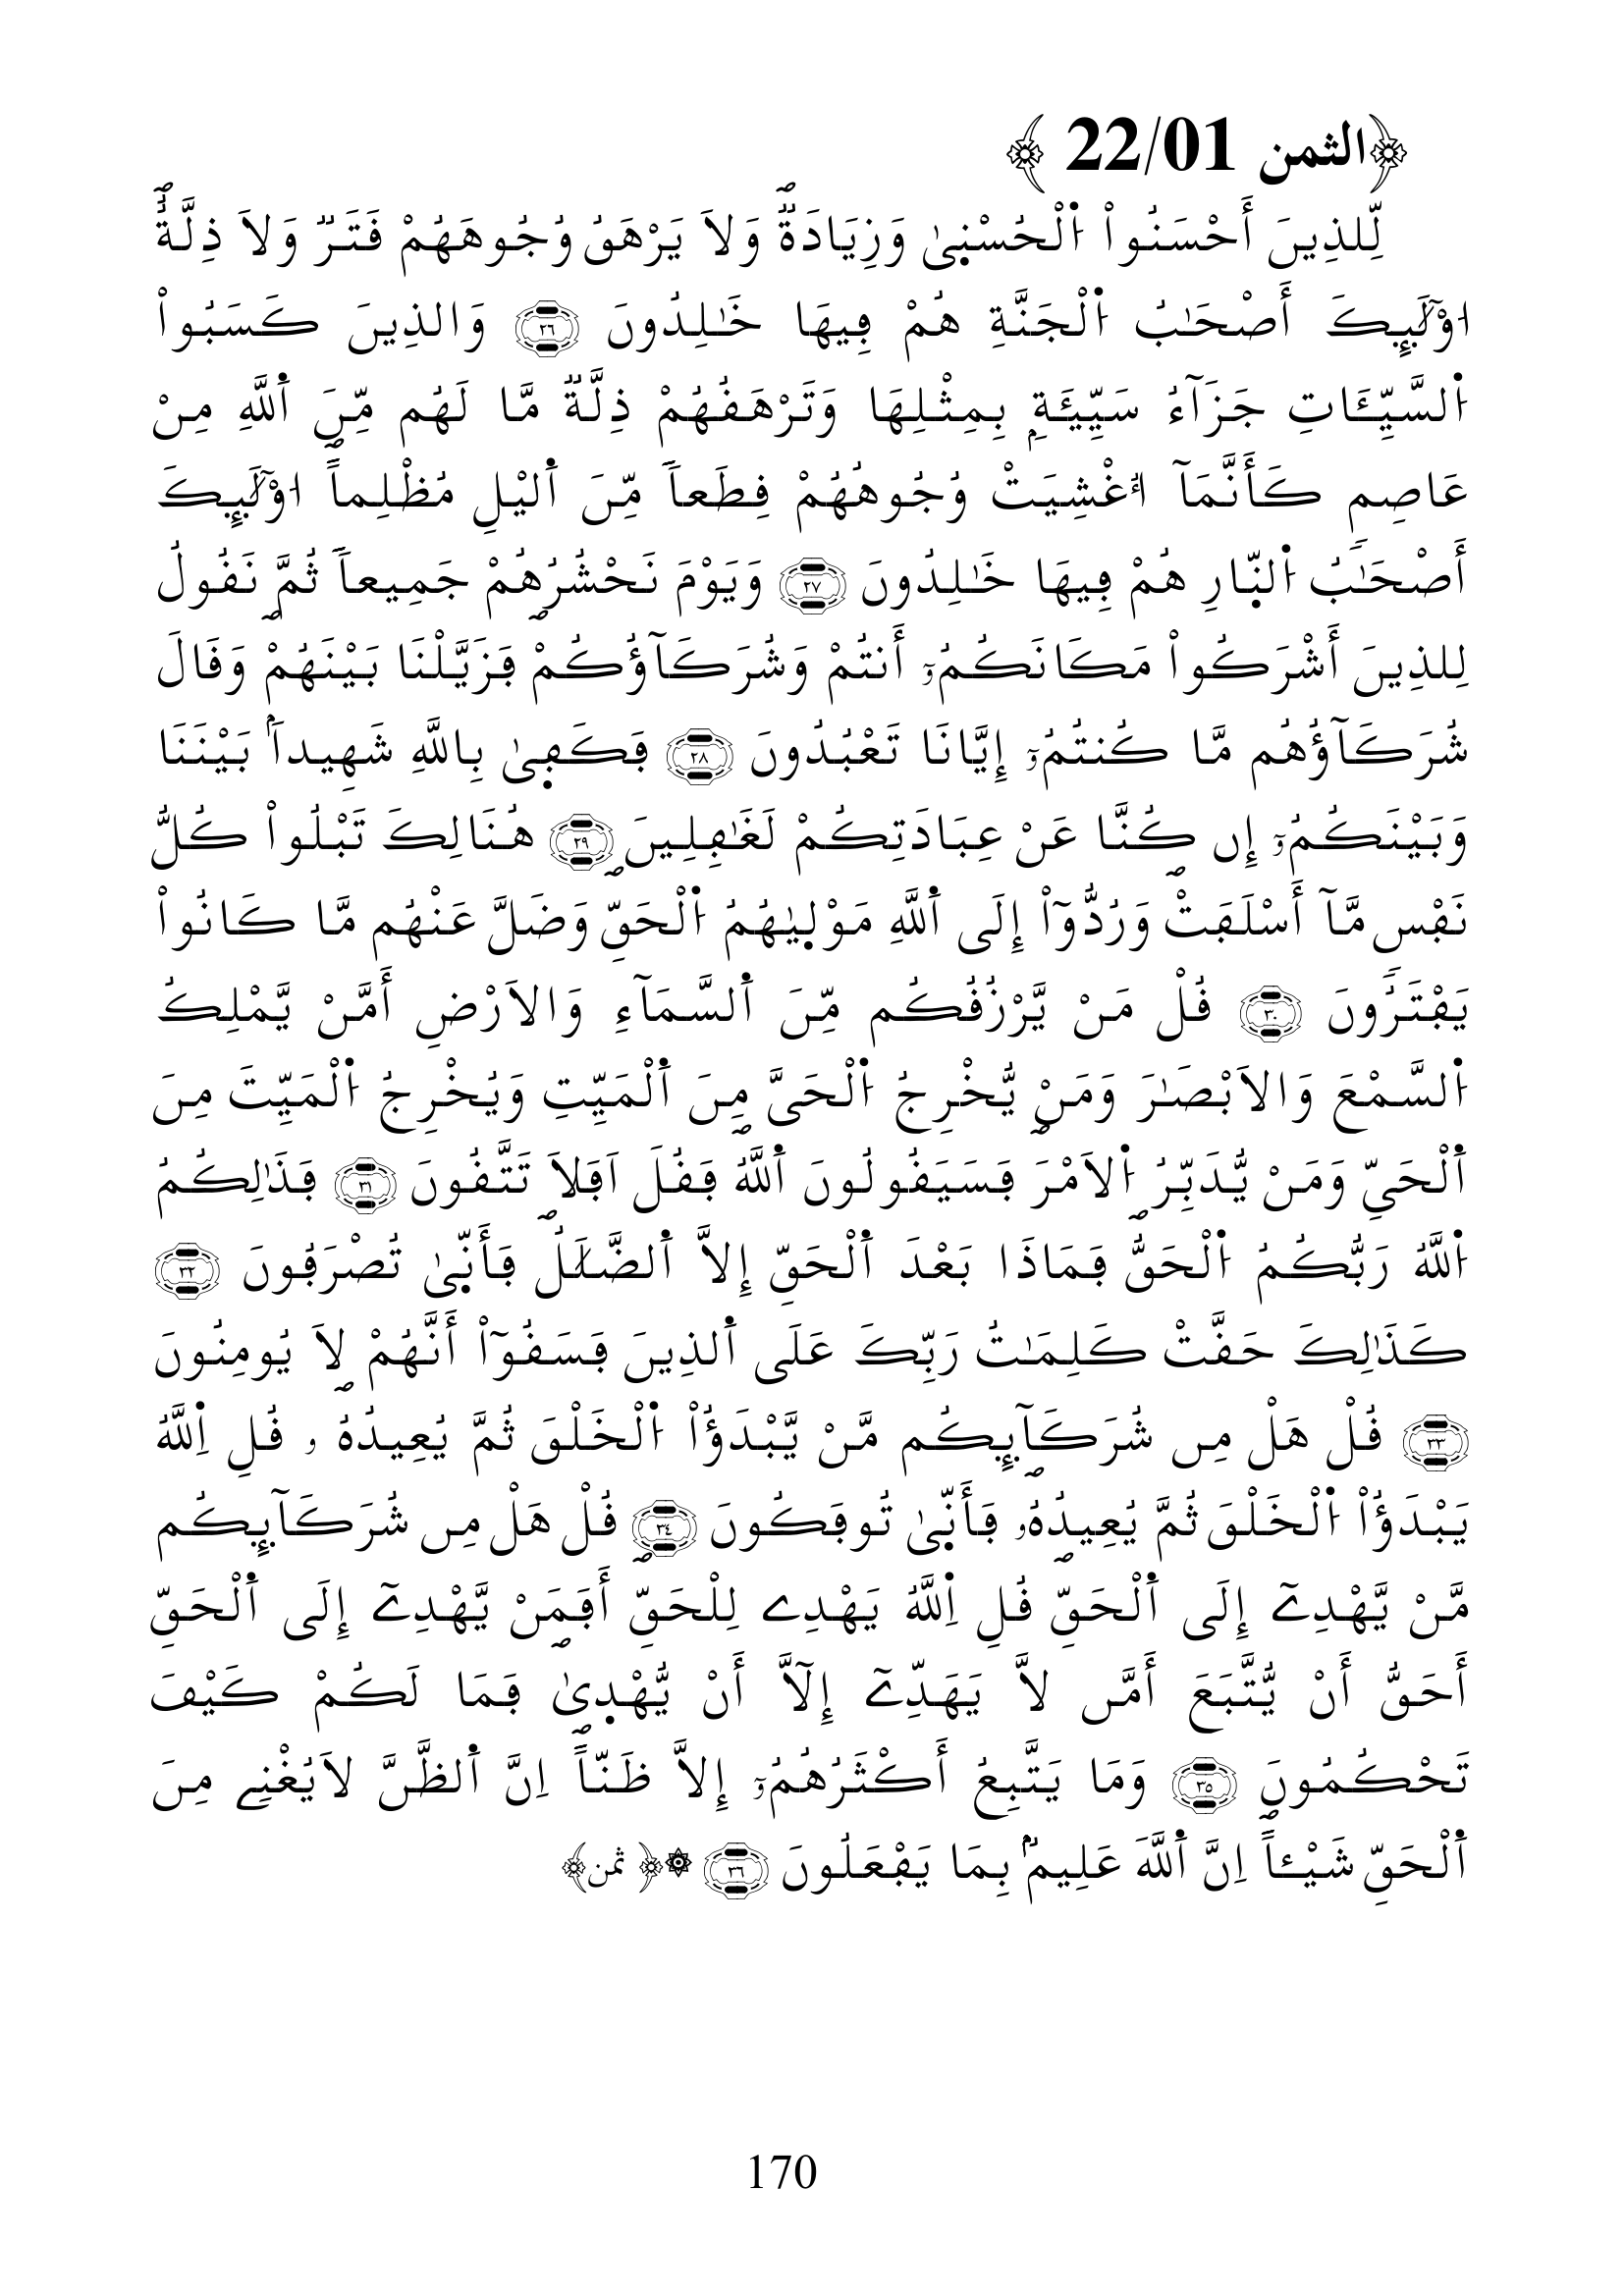 ﴿الثمن 22/01 ﴾
لِّلذِينَ أَحْسَنُواْ اُ۬لْحُسْنۭىٰ وَزِيَادَةٞۖ وَلَا يَرْهَقُ وُجُوهَهُمْ قَتَرٞ وَلَا ذِلَّةٌۖ
ا۟وْلَٰٓئِكَ أَصْحَٰبُ اُ۬لْجَنَّةِ هُمْ فِيهَا خَٰلِدُونَ ٢٦ وَالذِينَ كَسَبُواْ
اُ۬لسَّيِّـَٔاتِ جَزَآءُ سَيِّئَةِۢ بِمِثْلِهَا وَتَرْهَقُهُمْ ذِلَّةٞ مَّا لَهُم مِّنَ اَ۬للَّهِ مِنْ
عَاصِمٖۖ كَأَنَّمَآ أُغْشِيَتْ وُجُوهُهُمْ قِطَعاٗ مِّنَ اَ۬ليْلِ مُظْلِماًۖ ا۟وْلَٰٓئِكَ
أَصْحَٰبُ اُ۬لنّ۪ارِ هُمْ فِيهَا خَٰلِدُونَۖ ٢٧ وَيَوْمَ نَحْشُرُهُمْ جَمِيعاٗ ثُمَّ نَقُولُ
لِلذِينَ أَشْرَكُواْ مَكَانَكُمُۥٓ أَنتُمْ وَشُرَكَآؤُكُمْۖ فَزَيَّلْنَا بَيْنَهُمْۖ وَقَالَ
شُرَكَآؤُهُم مَّا كُنتُمُۥٓ إِيَّانَا تَعْبُدُونَ ٢٨ فَكَف۪ىٰ بِاللَّهِ شَهِيداَۢ بَيْنَنَا
وَبَيْنَكُمُۥٓ إِن كُنَّا عَنْ عِبَادَتِكُمْ لَغَٰفِلِينَۖ ٢٩ هُنَالِكَ تَبْلُواْ كُلُّ
نَفْسٖ مَّآ أَسْلَفَتْۖ وَرُدُّوٓاْ إِلَى اَ۬للَّهِ مَوْل۪يٰهُمُ اُ۬لْحَقِّۖ وَضَلَّ عَنْهُم مَّا كَانُواْ
يَفْتَرُونَۖ ٣٠ قُلْ مَنْ يَّرْزُقُكُم مِّنَ اَ۬لسَّمَآءِ وَالَارْضِ أَمَّنْ يَّمْلِكُ
اُ۬لسَّمْعَ وَالَابْصَٰرَ وَمَنْ يُّخْرِجُ اُ۬لْحَيَّ مِنَ اَ۬لْمَيِّتِ وَيُخْرِجُ اُ۬لْمَيِّتَ مِنَ
اَ۬لْحَيِّ وَمَنْ يُّدَبِّرُ اُ۬لَامْرَۖ فَسَيَقُولُونَ اَ۬للَّهُۖ فَقُلَ اَفَلَا تَتَّقُونَۖ ٣١ فَذَٰلِكُمُ
اُ۬للَّهُ رَبُّكُمُ اُ۬لْحَقُّۖ فَمَاذَا بَعْدَ اَ۬لْحَقِّ إِلَّا اَ۬لضَّلَٰلُۖ فَأَنّ۪ىٰ تُصْرَفُونَۖ ٣٢
كَذَٰلِكَ حَقَّتْ كَلِمَٰتُ رَبِّكَ عَلَى اَ۬لذِينَ فَسَقُوٓاْ أَنَّهُمْ لَا يُومِنُونَۖ
٣٣ قُلْ هَلْ مِن شُرَكَآئِكُم مَّنْ يَّبْدَؤُاْ اُ۬لْخَلْقَ ثُمَّ يُعِيدُهُۥۖ قُلِ اِ۬للَّهُ
يَبْدَؤُاْ اُ۬لْخَلْقَ ثُمَّ يُعِيدُهُۥۖ فَأَنّ۪ىٰ تُوفَكُونَۖ ٣٤ قُلْ هَلْ مِن شُرَكَآئِكُم
مَّنْ يَّهْدِےٓ إِلَى اَ۬لْحَقِّۖ قُلِ اِ۬للَّهُ يَهْدِے لِلْحَقِّۖ أَفَمَنْ يَّهْدِےٓ إِلَى اَ۬لْحَقِّ
أَحَقُّ أَنْ يُّتَّبَعَ أَمَّن لَّا يَهَدِّےٓ إِلَّآ أَنْ يُّهْد۪ىٰۖ فَمَا لَكُمْ كَيْفَ
تَحْكُمُونَۖ ٣٥ وَمَا يَتَّبِعُ أَكْثَرُهُمُۥٓ إِلَّا ظَنّاًۖ اِنَّ اَ۬لظَّنَّ لَا يُغْنِے مِنَ
اَ۬لْحَقِّ شَيْـٔاًۖ اِنَّ اَ۬للَّهَ عَلِيمُۢ بِمَا يَفْعَلُونَۖ ٣٦ ۞﴿ ثمن﴾
170